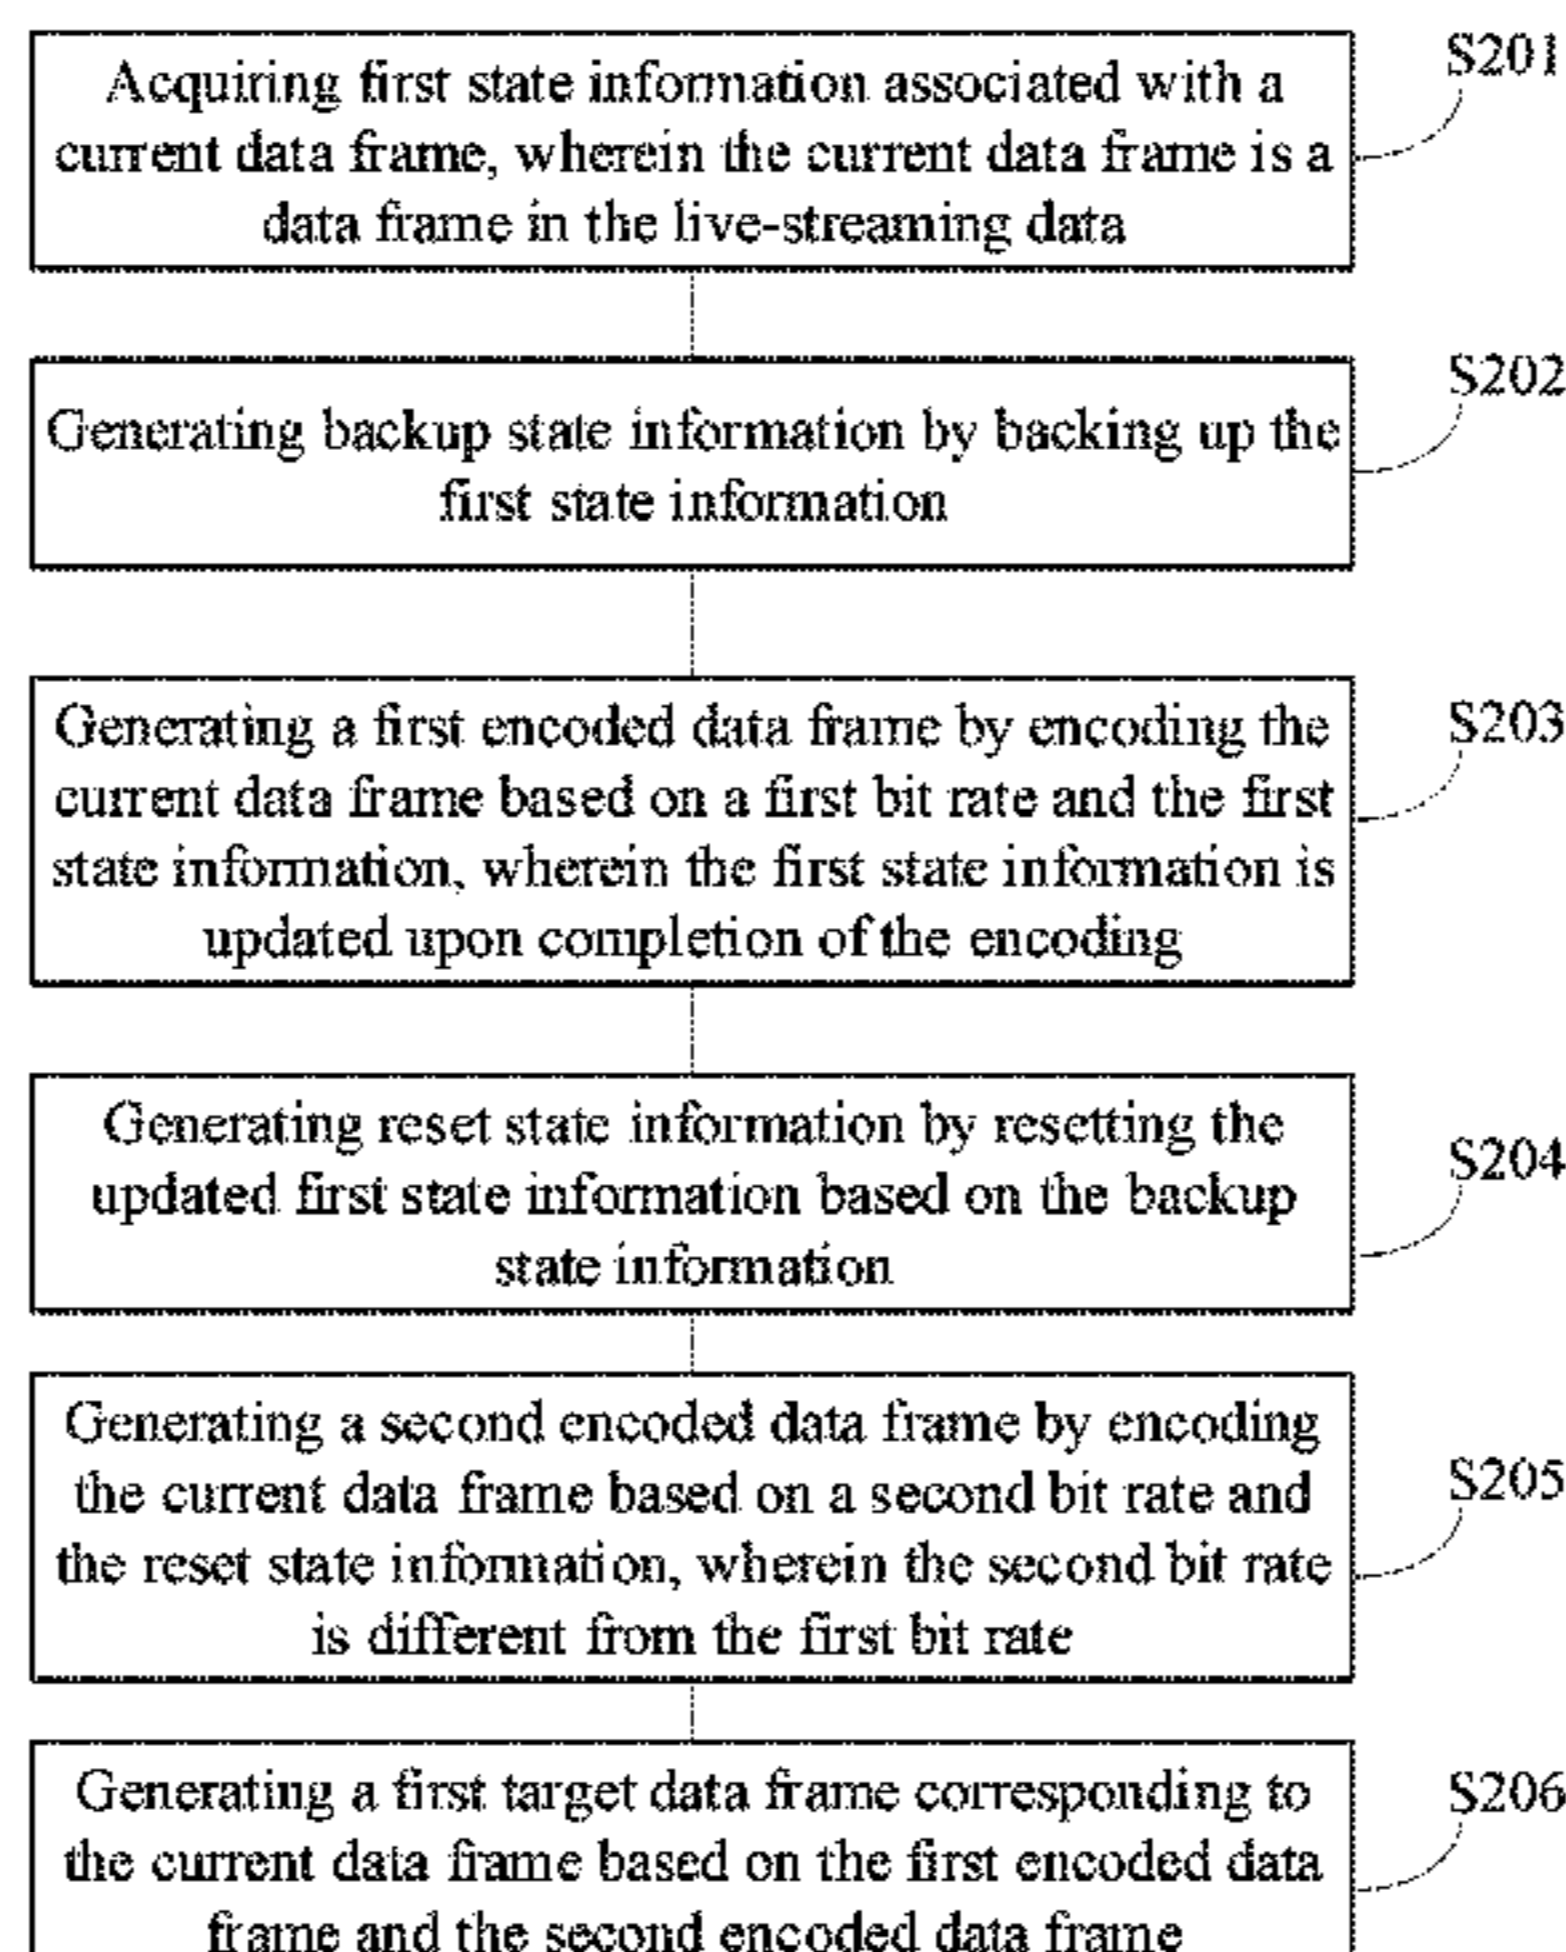 S201
Acquiring first state information associated with a
current data frame, wherein the current data frame is a
data frame in the live-streaming data
S202
Generating backup state information by backing up the
first state information
S203
Generating a first encoded data frame by encoding the
current data frame based on a first bit rate and the first
state information, wherein the first state information is
updated upon completion of the encoding
S204
Generating reset state information by resetting the
updated first state information based on the backup
state information
S205
Generating a second encoded data frame by encoding
the current data frame based on a second bit rate and
the reset state information, wherein the second bit rate
is different from the first bit rate
S206
Generating a first target data frame corresponding to
the current data frame based on the first encoded data
frame and the second encoded data frame